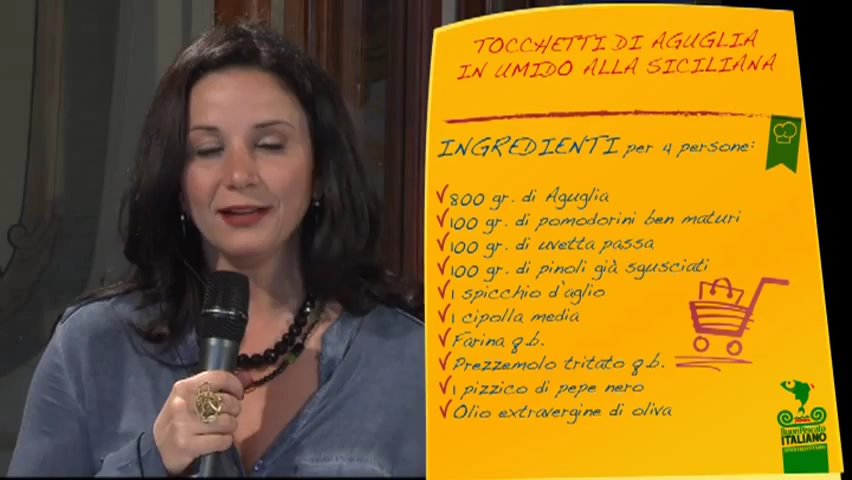 TOCCHETTI DI AGUGLIA
IN UMIDO ALLA SICILIANA
INGREDIENTI per 4 persone:
800 gr. di Aguglia
100 gr. di pomodorini ben maturi
100 gr. di uvetta passa
100 gr. di pinoli già sgusciati
1 spicchio d'aglio
1 cipolla media
Farina q.b.
Prezzemolo tritato q.b.
1 pizzico di pepe nero
Olio extravergine di oliva
BuonPescato
ITALIANO